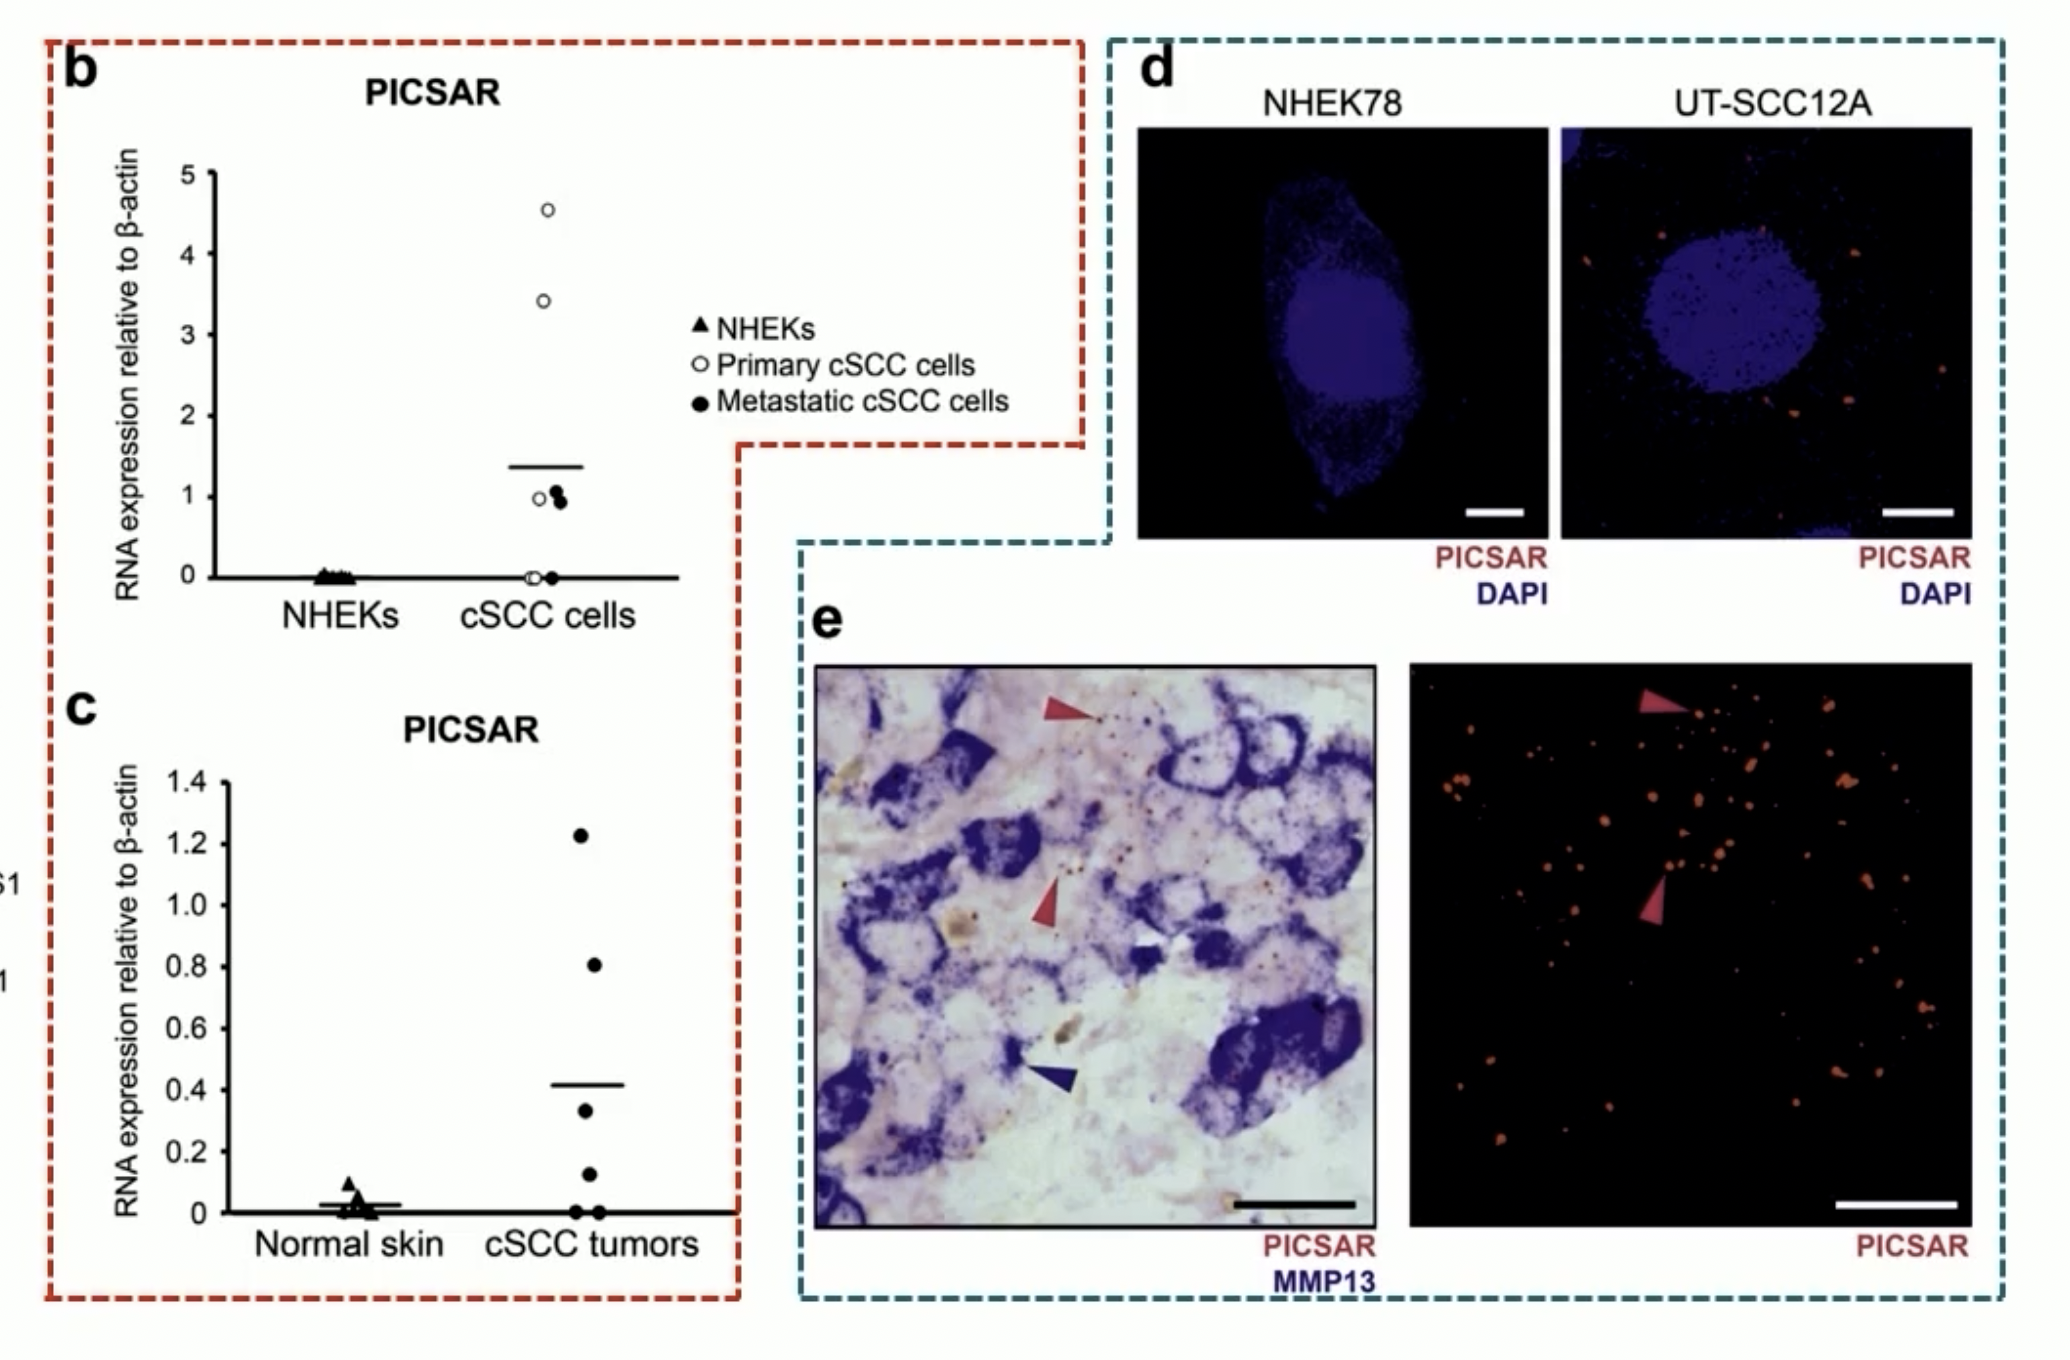 b
PICSAR
RNA expression relative to β-actin
5
4
3
2
1
0
NHEKs
cSCC cells
NHEKs
Primary cSCC cells
Metastatic cSCC cells
c
PICSAR
RNA expression relative to β-actin
1.4
1.2
1.0
0.8
0.6
0.4
0.2
0
Normal skin
cSCC tumors
S1
1
d
NHEK78
UT-SCC12A
PICSAR
DAPI
PICSAR
DAPI
e
PICSAR
MMP13
PICSAR